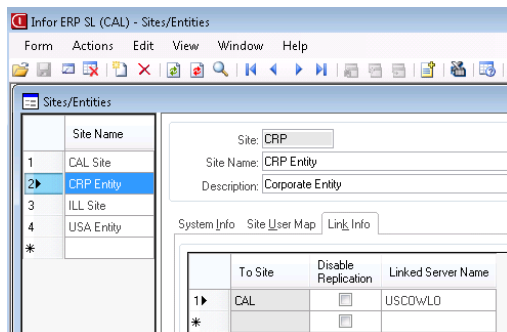 Infor ERP SL (CAL) - Sites/Entities
Form Actions Edit View Window Help
Sites/Entities
Site Name
1 CAL Site
2 CRP Entity
3 ILL Site
4 USA Entity
Site: CRP
Site Name: CRP Entity
Description: Corporate Entity
System Info Site User Map Link Info
To Site Disable Replication Linked Server Name
1 CAL USCOWL0